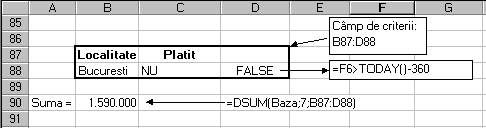 A B C D E F G
85 Câmp de criterii:
86 B87:D88
87 Localitate Platit
88 Bucuresti NU FALSE =F6>TODAY()-360
89
90 Suma = 1.590.000 =DSUM(Baza;7;B87:D88)
91